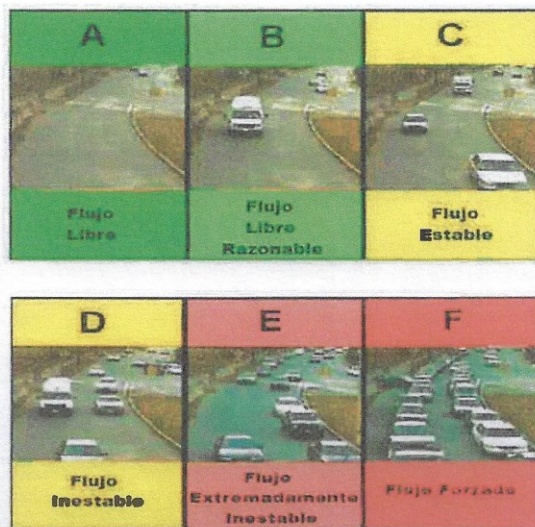 A
B
C
Flujo
Libre
Flujo
Libre
Razonable
Flujo
Estable
D
E
F
Flujo
Inestable
Flujo
Extremadamente
Inestable
Flujo Forzado